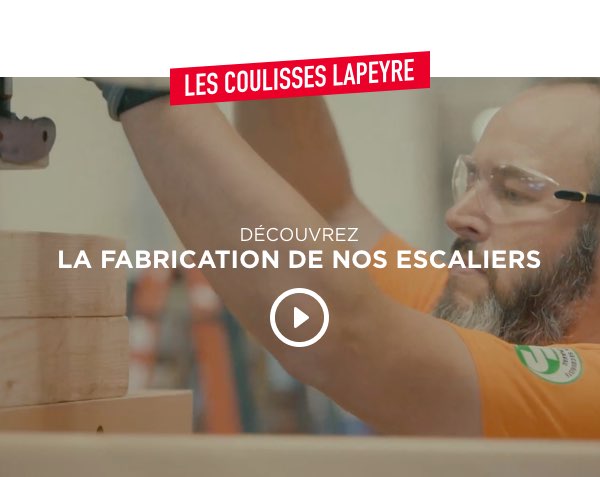 LES COULISSES LAPEYRE
DÉCOUVREZ
LA FABRICATION DE NOS ESCALIERS